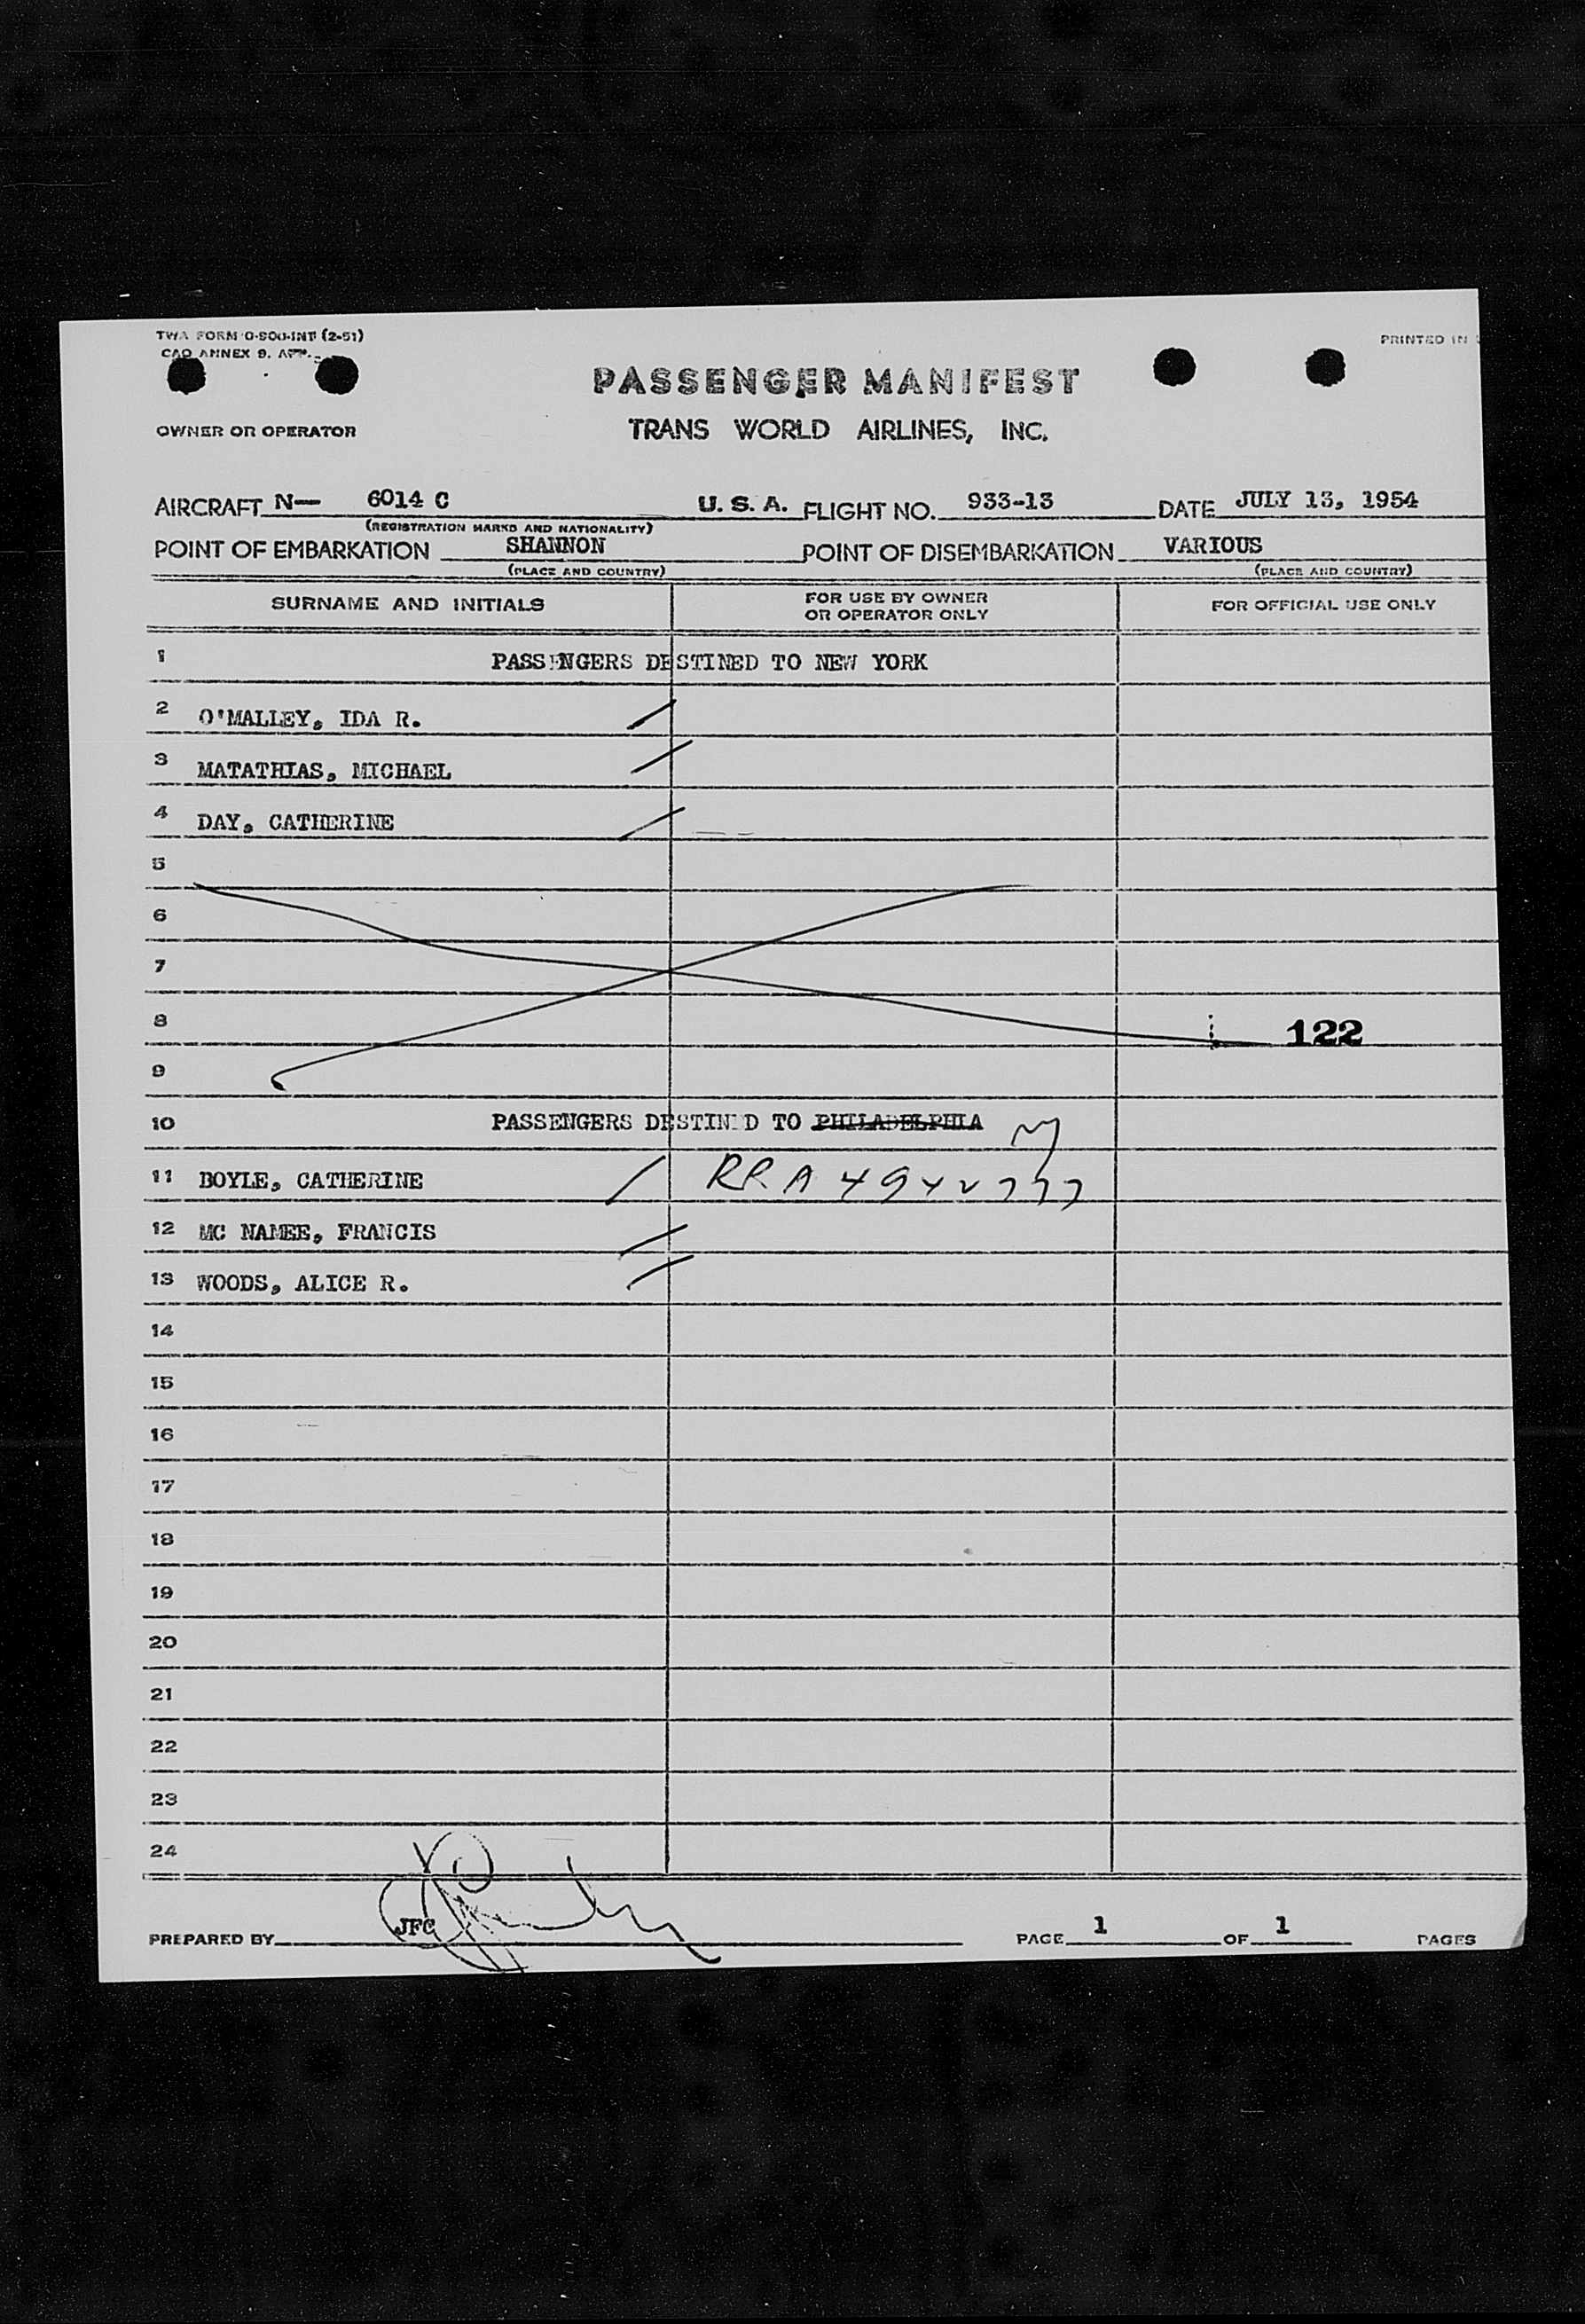 TWA FORM O-800-INT (2-51)
CAO ANNEX 9. APP.
PRINTED IN
PASSENGER MANIFEST
OWNER OR OPERATOR
TRANS WORLD AIRLINES, INC.
AIRCRAFT N— 6014 C U. S. A. FLIGHT NO. 933-13 DATE JULY 13, 1954
(REGISTRATION MARKS AND NATIONALITY)
POINT OF EMBARKATION SHANNON POINT OF DISEMBARKATION VARIOUS
(PLACE AND COUNTRY) (PLACE AND COUNTRY)
SURNAME AND INITIALS FOR USE BY OWNER OR OPERATOR ONLY FOR OFFICIAL USE ONLY
1 PASSENGERS DESTINED TO NEW YORK
2 O'MALLEY, IDA R.
3 MATATHIAS, MICHAEL
4 DAY, CATHERINE
5
6
7
8 122
9
10 PASSENGERS DESTINED TO PHILADELPHIA
11 BOYLE, CATHERINE RRA
12 MC NAMEE, FRANCIS
13 WOODS, ALICE R.
14
15
16
17
18
19
20
21
22
23
24
PREPARED BY JFC PAGE 1 OF 1 PAGES